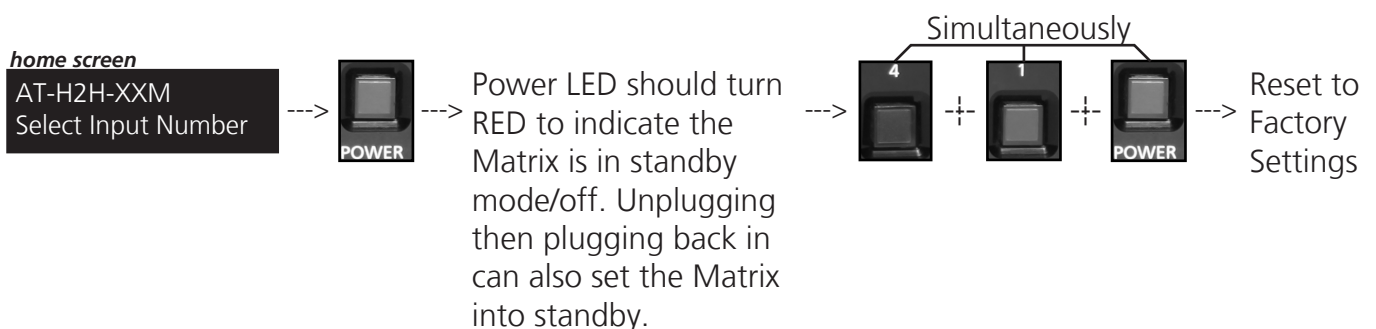 home screen
AT-H2H-XXM
Select Input Number
--->
POWER
--->
Power LED should turn
RED to indicate the
Matrix is in standby
mode/off. Unplugging
then plugging back in
can also set the Matrix
into standby.
--->
Simultaneously
4
-¦-
1
-¦-
POWER
--->
Reset to
Factory
Settings